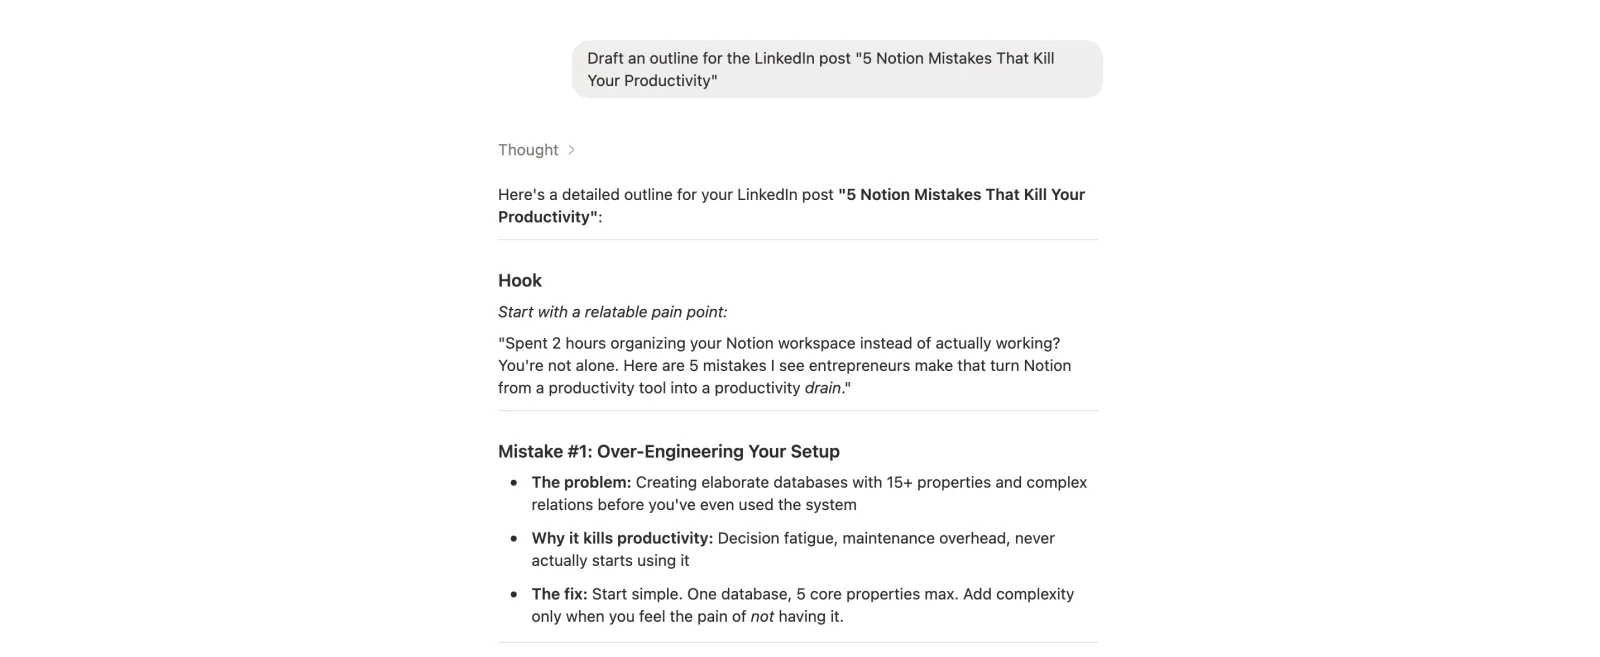 Draft an outline for the LinkedIn post "5 Notion Mistakes That Kill
Your Productivity"
Thought
Here's a detailed outline for your LinkedIn post "5 Notion Mistakes That Kill Your
Productivity":
Hook
Start with a relatable pain point:
"Spent 2 hours organizing your Notion workspace instead of actually working?
You're not alone. Here are 5 mistakes I see entrepreneurs make that turn Notion
from a productivity tool into a productivity drain."
Mistake #1: Over-Engineering Your Setup
• The problem: Creating elaborate databases with 15+ properties and complex
relations before you've even used the system
• Why it kills productivity: Decision fatigue, maintenance overhead, never
actually starts using it
• The fix: Start simple. One database, 5 core properties max. Add complexity
only when you feel the pain of not having it.